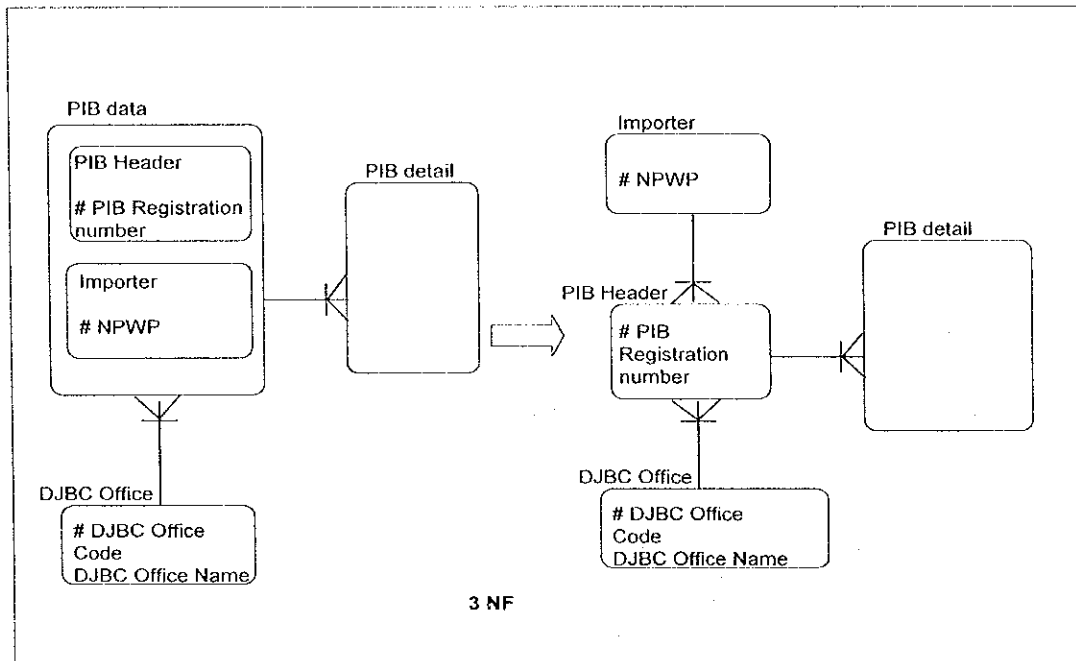 PIB data
PIB Header
# PIB Registration
number
Importer
# NPWP
PIB detail
DJBC Office
# DJBC Office
Code
DJBC Office Name
Importer
# NPWP
PIB Header
# PIB
Registration
number
PIB detail
DJBC Office
# DJBC Office
Code
DJBC Office Name
3 NF